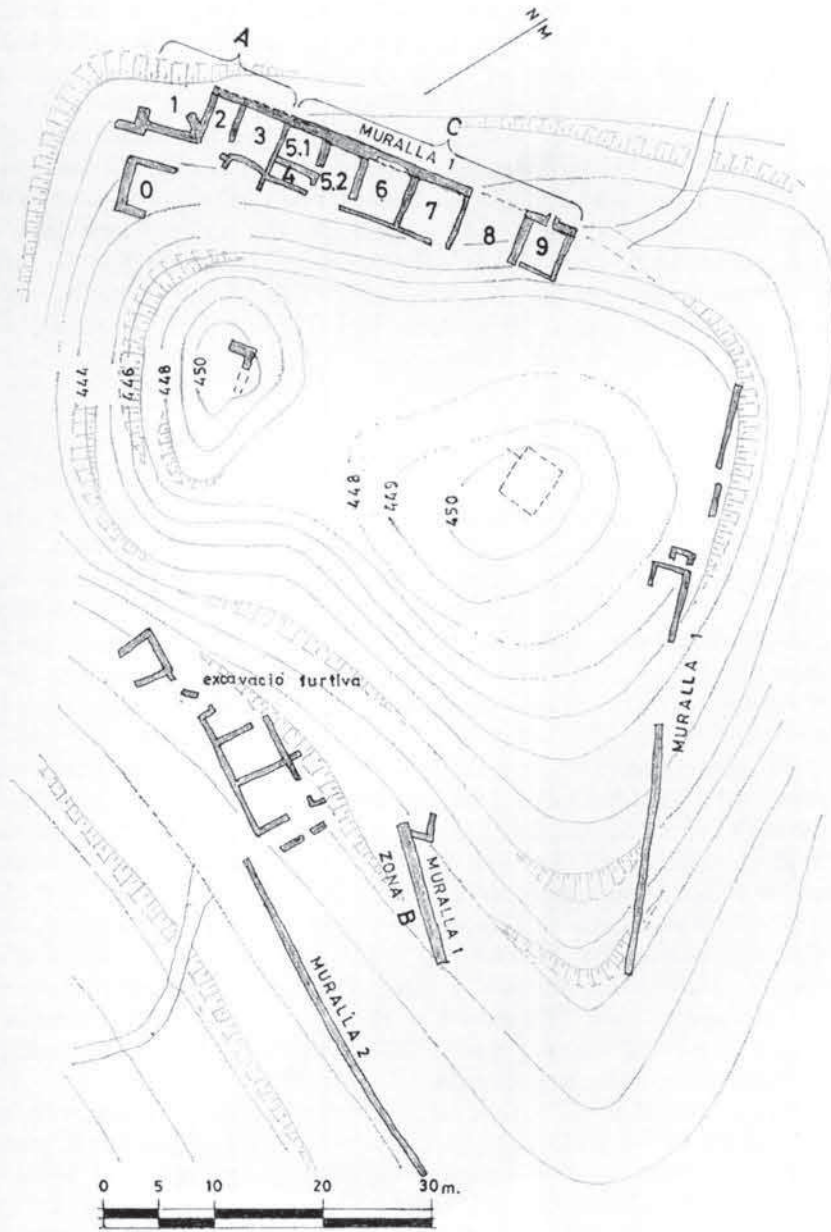 N/M
A
C
MURALLA 1
1
2
3
5.1
4
5.2
6
7
8
9
0
444
446
448
450
448
449
450
MURALLA 1
excavació furtiva
ZONA B
MURALLA 1
MURALLA 2
0 5 10 20 30 m.